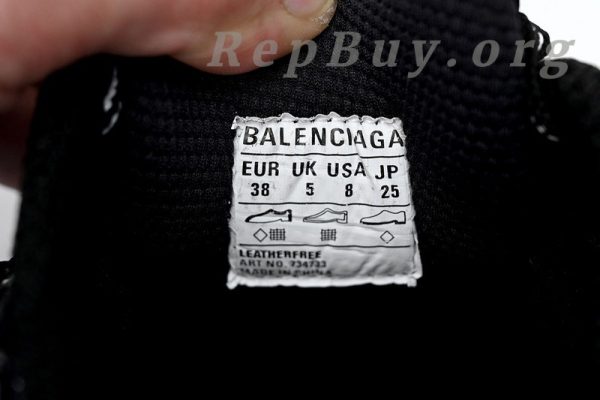 RepBuy.org
BALENCIAGA
EUR UK USA JP
38 5 8 25
LEATHERFREE
ART NO. 734733
MADE IN CHINA